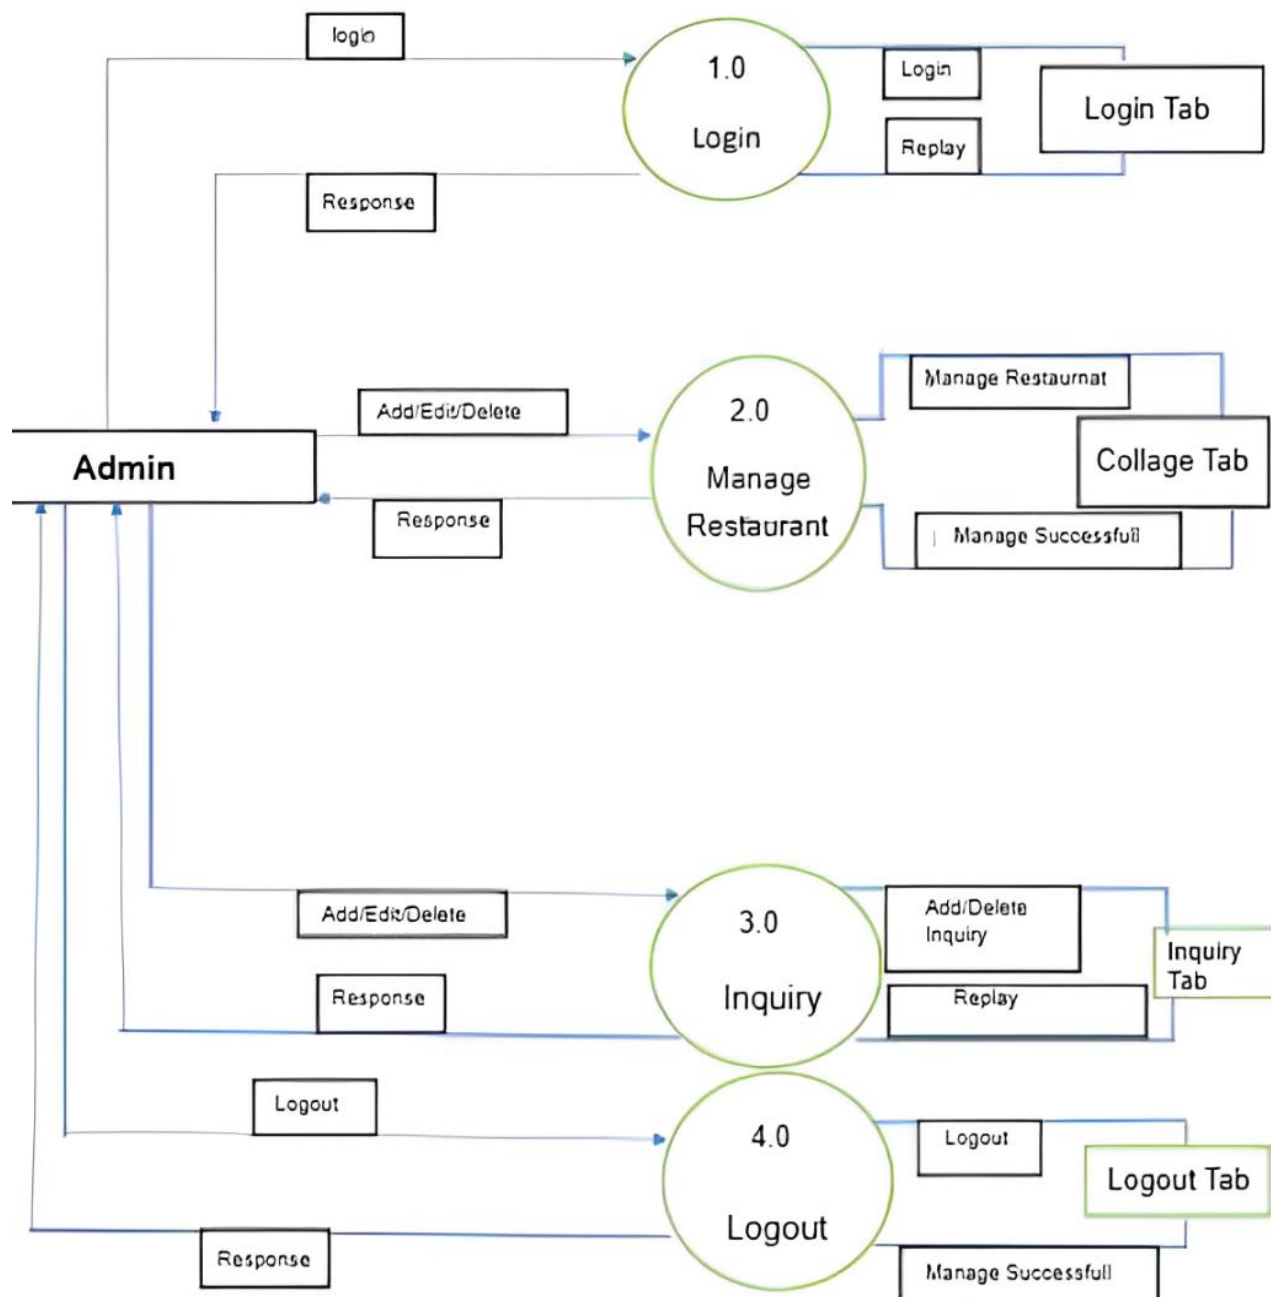 login
1.0
Login
Login
Login Tab
Replay
Response
Manage Restaurnat
Add/Edit/Delete
2.0
Admin
Manage
Restaurant
Collage Tab
Response
Manage Successfull
Add/Edit/Delete
3.0
Add/Delete
Inquiry
Inquiry
Tab
Response
Inquiry
Replay
Logout
4.0
Logout
Logout Tab
Logout
Response
Manage Successfull